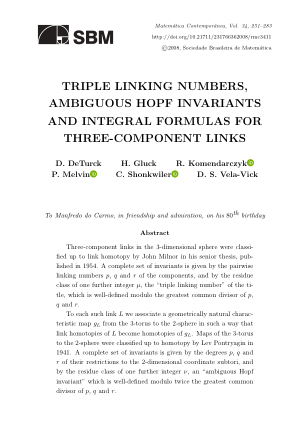 Matemática Contemporânea, Vol. 34, 251–283
http://doi.org/10.21711/231766362008/rmc3411
©2008, Sociedade Brasileira de Matemática
SBM
TRIPLE LINKING NUMBERS,
AMBIGUOUS HOPF INVARIANTS
AND INTEGRAL FORMULAS FOR
THREE-COMPONENT LINKS
D. DeTurck H. Gluck R. Komendarczyk
P. Melvin C. Shonkwiler D. S. Vela-Vick
To Manfredo do Carmo, in friendship and admiration, on his 80th birthday
Abstract
Three-component links in the 3-dimensional sphere were classi-
fied up to link homotopy by John Milnor in his senior thesis, pub-
lished in 1954. A complete set of invariants is given by the pairwise
linking numbers p, q and r of the components, and by the residue
class of one further integer μ, the “triple linking number” of the ti-
tle, which is well-defined modulo the greatest common divisor of p,
q and r.
To each such link L we associate a geometrically natural charac-
teristic map gL from the 3-torus to the 2-sphere in such a way that
link homotopies of L become homotopies of gL. Maps of the 3-torus
to the 2-sphere were classified up to homotopy by Lev Pontryagin in
1941. A complete set of invariants is given by the degrees p, q and
r of their restrictions to the 2-dimensional coordinate subtori, and
by the residue class of one further integer ν, an “ambiguous Hopf
invariant” which is well-defined modulo twice the greatest common
divisor of p, q and r.